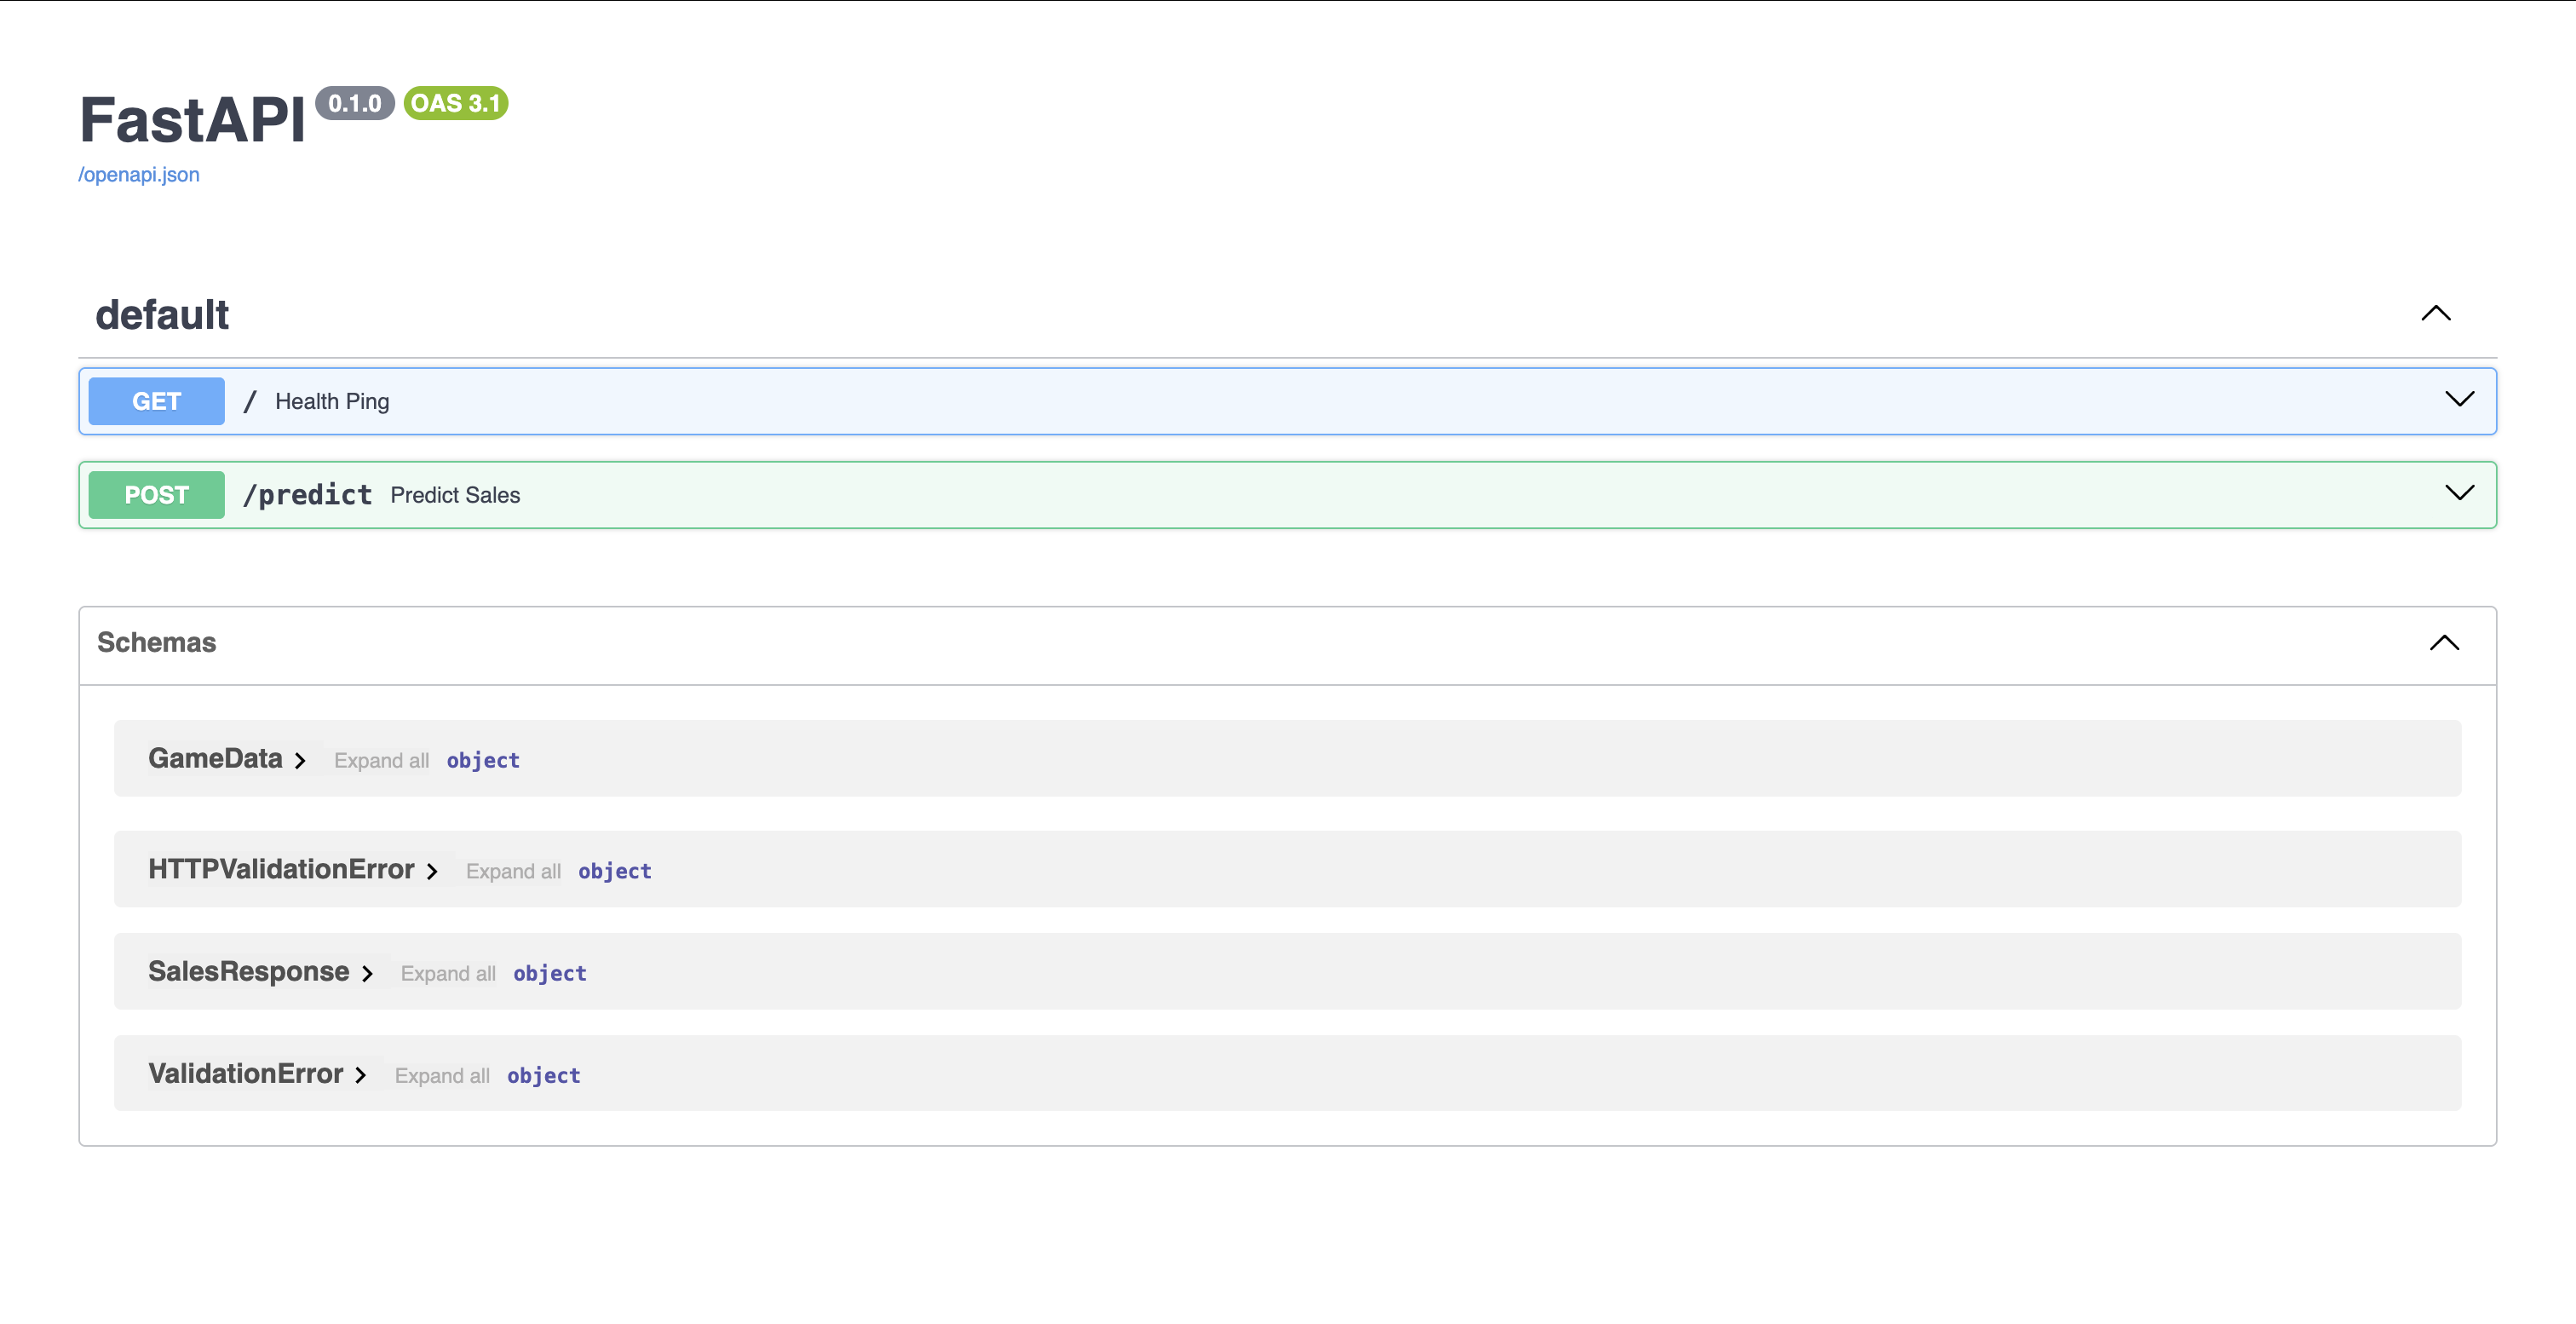 FastAPI 0.1.0 OAS 3.1
/openapi.json
default
GET / Health Ping
POST /predict Predict Sales
Schemas
GameData Expand all object
HTTPValidationError Expand all object
SalesResponse Expand all object
ValidationError Expand all object